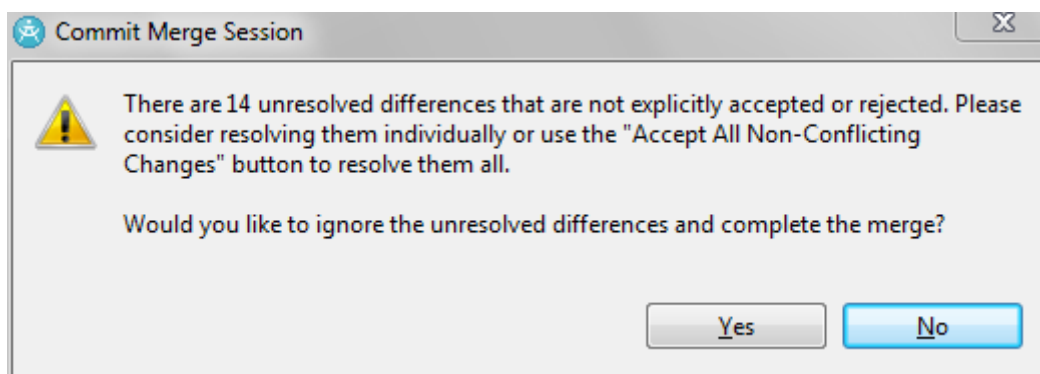 Commit Merge Session
There are 14 unresolved differences that are not explicitly accepted or rejected. Please
consider resolving them individually or use the "Accept All Non-Conflicting
Changes" button to resolve them all.
Would you like to ignore the unresolved differences and complete the merge?
Yes No